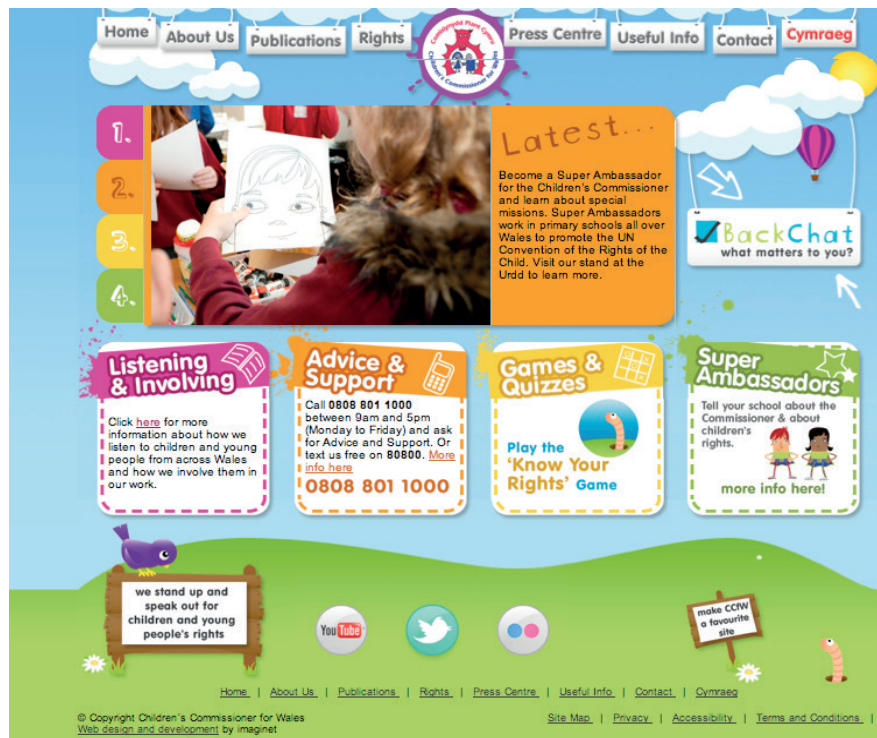 Home
About Us
Publications
Rights
Comisiynydd Plant Cymru
Children's Commissioner for Wales
Press Centre
Useful Info
Contact
Cymraeg
1.
2.
3.
4.
Latest...
Become a Super Ambassador
for the Children's Commissioner
and learn about special
missions. Super Ambassadors
work in primary schools all over
Wales to promote the UN
Convention of the Rights of the
Child. Visit our stand at the
Urdd to learn more.
BackChat
what matters to you?
Listening
& Involving
Click here for more
information about how we
listen to children and young
people from across Wales
and how we involve them in
our work.
Advice &
Support
Call 0808 801 1000
between 9am and 5pm
(Monday to Friday) and ask
for Advice and Support. Or
text us free on 80800. More
info here
0808 801 1000
Games &
Quizzes
Play the
‘Know Your
Rights’ Game
Super
Ambassadors
Tell your school about the
Commissioner & about
children's
rights.
more info here!
we stand up and
speak out for
children and young
people's rights
You Tube
make CCfW
a favourite
site
Home | About Us | Publications | Rights | Press Centre | Useful Info | Contact | Cymraeg
© Copyright Children´s Commissioner for Wales
Web design and development by imaginet
Site Map | Privacy | Accessibility | Terms and Conditions |